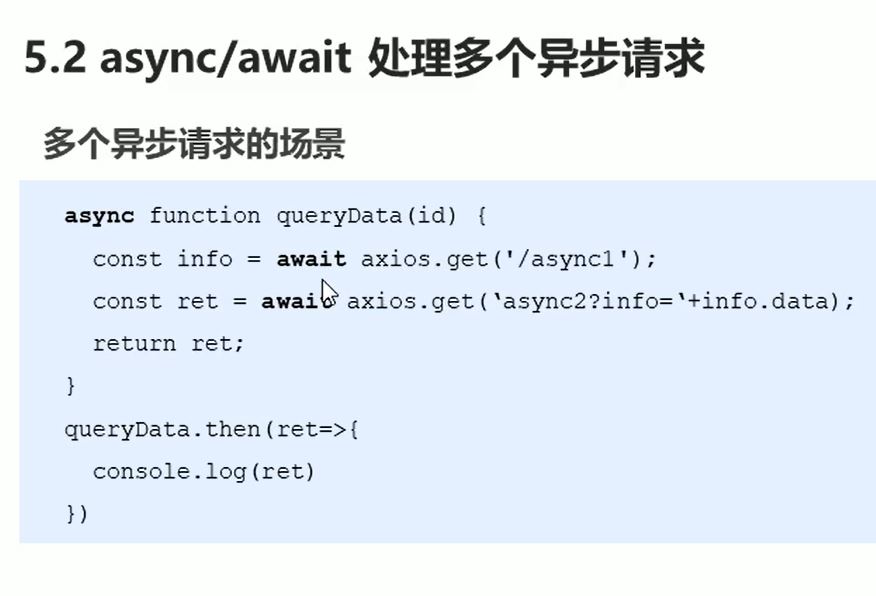 5.2 async/await 处理多个异步请求
多个异步请求的场景
async function queryData(id) {
const info = await axios.get('/async1');
const ret = await axios.get(‘async2?info=‘+info.data);
return ret;
}
queryData.then(ret=>{
console.log(ret)
})